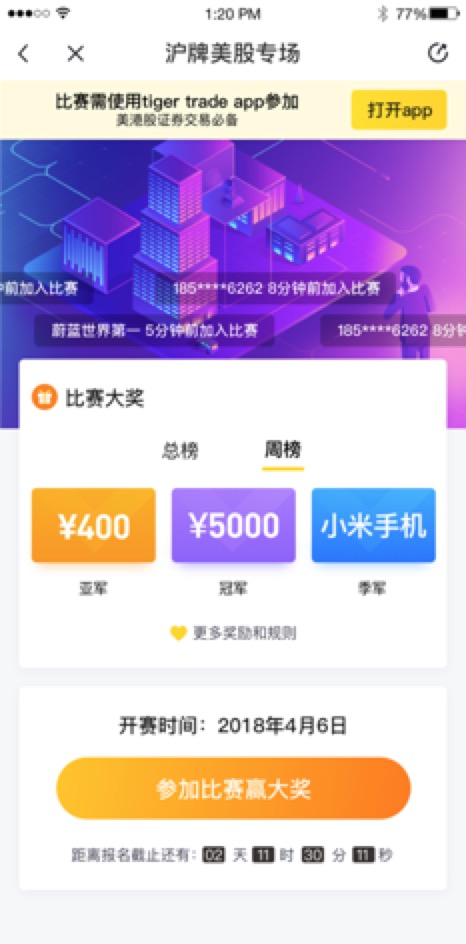 1:20 PM
77%
沪牌美股专场
比赛需使用tiger trade app参加
美港股证券交易必备
打开app
前加入比赛
185****6262 8分钟前加入比赛
蔚蓝世界第一 5分钟前加入比赛
185****6262 8分钟
比赛大奖
总榜
周榜
¥400
¥5000
小米手机
亚军
冠军
季军
更多奖励和规则
开赛时间：2018年4月6日
参加比赛赢大奖
距离报名截止还有：02 天 11 时 30 分 11 秒